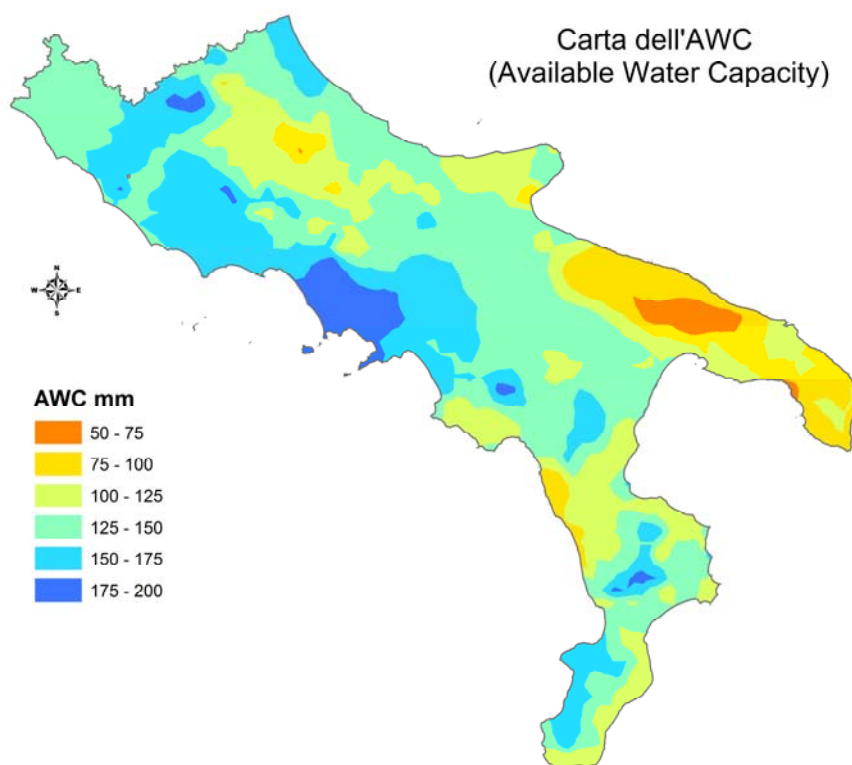 Carta dell'AWC
(Available Water Capacity)
N
W E
S
AWC mm
50 - 75
75 - 100
100 - 125
125 - 150
150 - 175
175 - 200